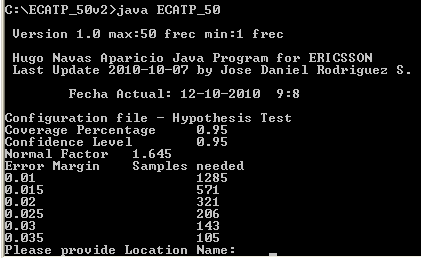 C:\ECATP_50v2>java ECATP_50
Version 1.0 max:50 frec min:1 frec
Hugo Navas Aparicio Java Program for ERICSSON
Last Update 2010-10-07 by Jose Daniel Rodriguez S.
Fecha Actual: 12-10-2010  9:8
Configuration file - Hypothesis Test
Coverage Percentage     0.95
Confidence Level        0.95
Normal Factor   1.645
Error Margin    Samples needed
0.01                    1285
0.015                   571
0.02                    321
0.025                   206
0.03                    143
0.035                   105
Please provide Location Name: